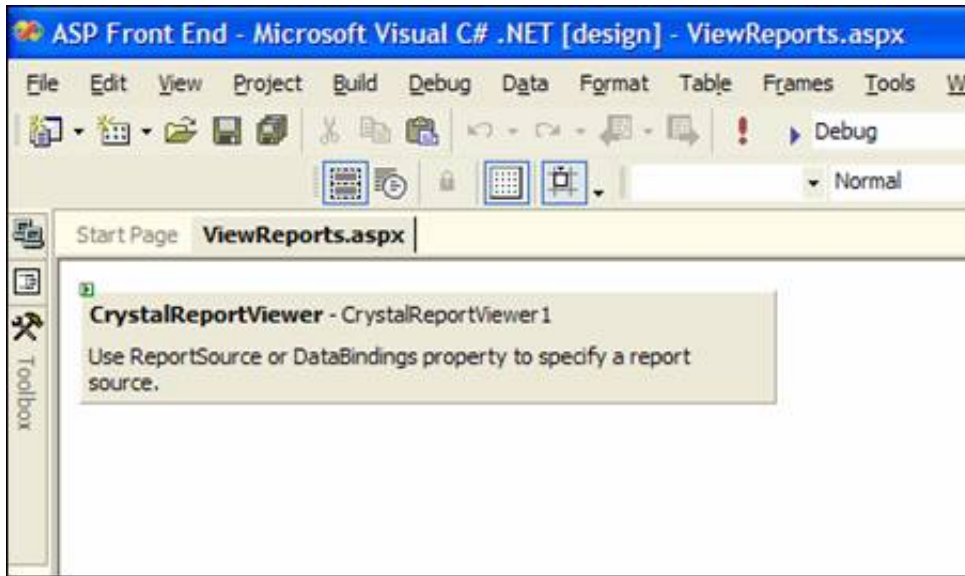 ASP Front End - Microsoft Visual C# .NET [design] - ViewReports.aspx
File Edit View Project Build Debug Data Format Table Frames Tools W
Debug
Normal
Start Page ViewReports.aspx
CrystalReportViewer - CrystalReportViewer1
Use ReportSource or DataBindings property to specify a report
source.
Toolbox